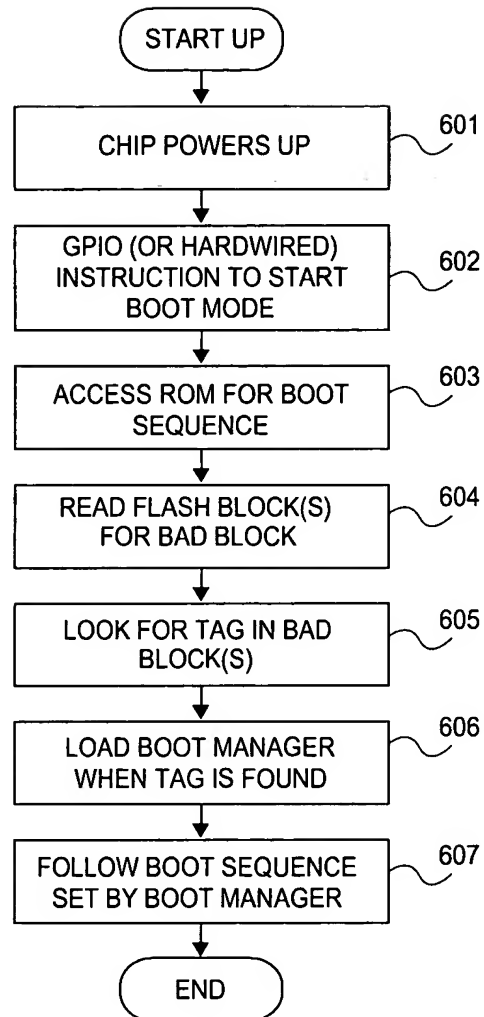 START UP
CHIP POWERS UP
601
GPIO (OR HARDWIRED)
INSTRUCTION TO START
BOOT MODE
602
ACCESS ROM FOR BOOT
SEQUENCE
603
READ FLASH BLOCK(S)
FOR BAD BLOCK
604
LOOK FOR TAG IN BAD
BLOCK(S)
605
LOAD BOOT MANAGER
WHEN TAG IS FOUND
606
FOLLOW BOOT SEQUENCE
SET BY BOOT MANAGER
607
END